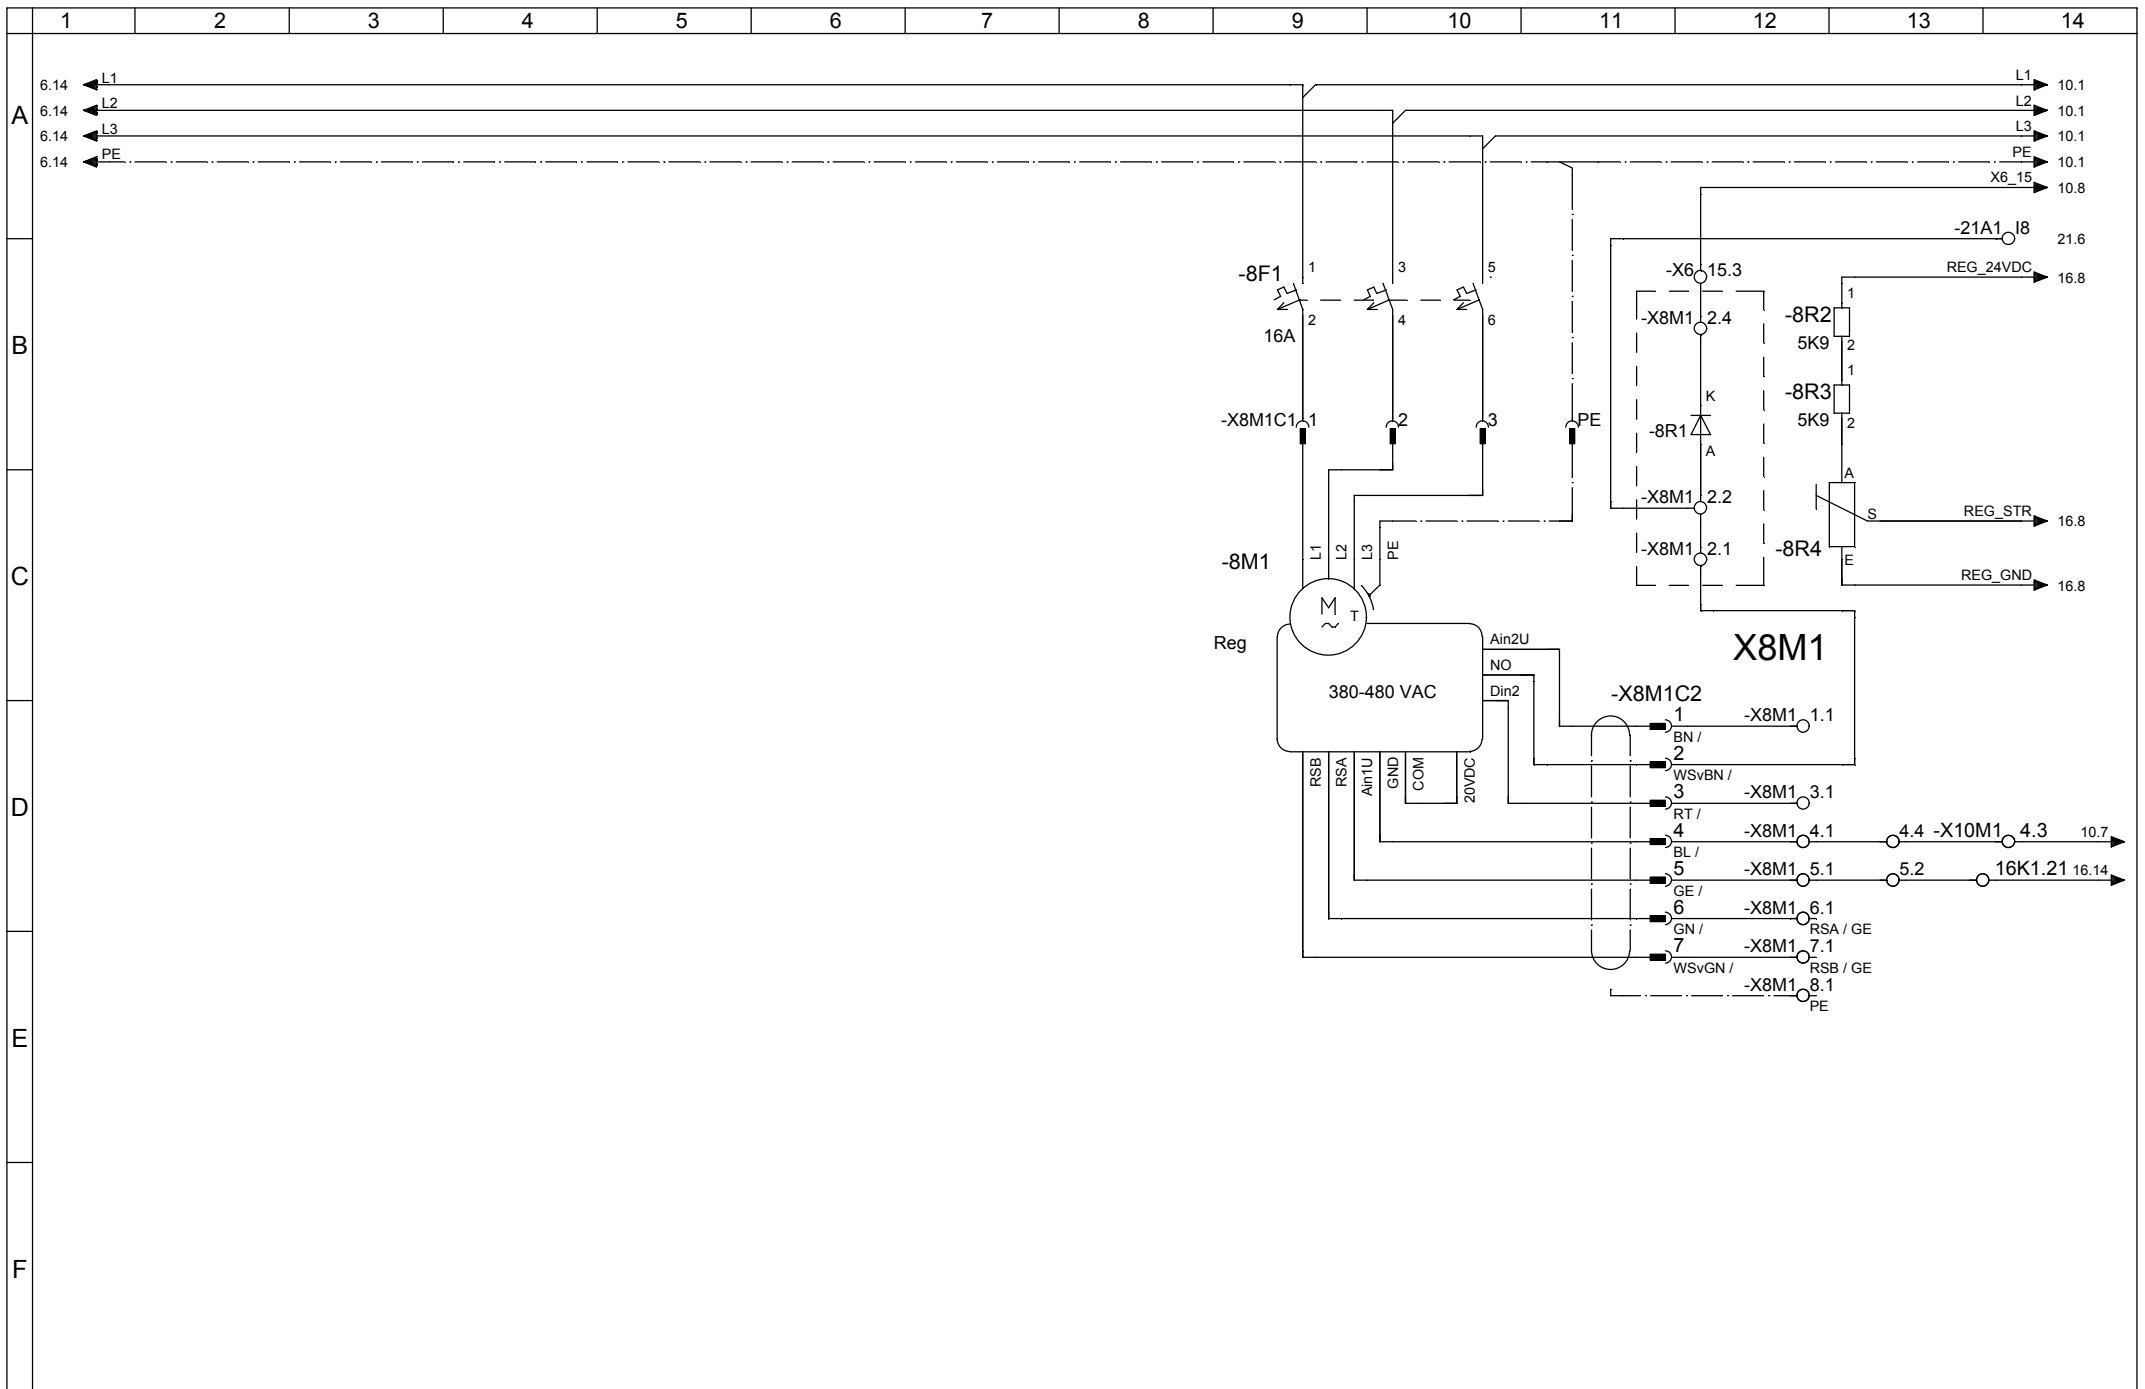 1 2 3 4 5 6 7 8 9 10 11 12 13 14
A
B
C
D
E
F
6.14 L1 L1 10.1
6.14 L2 L2 10.1
6.14 L3 L3 10.1
6.14 PE PE 10.1
X6_15 10.8
-21A1 I8 21.6
-8F1 1 3 5 -X6 15.3 REG_24VDC 16.8
2 4 6 -X8M1 2.4 -8R2 1
16A 5K9 2
K -8R3 1
-X8M1C1 1 2 3 PE -8R1 5K9 2
A
-X8M1 2.2 A
S REG_STR 16.8
-8M1 L1 L2 L3 PE -X8M1 2.1 -8R4 E
REG_GND 16.8
M T
Reg Ain2U X8M1
NO
380-480 VAC Din2 -X8M1C2
1 -X8M1 1.1
BN /
RSB RSA Ain1U GND COM 20VDC
2
WSvBN /
3 -X8M1 3.1
RT /
4 -X8M1 4.1 4.4 -X10M1 4.3 10.7
BL /
5 -X8M1 5.1 5.2 16K1.21 16.14
GE /
6 -X8M1 6.1
GN / RSA / GE
7 -X8M1 7.1
WSvGN / RSB / GE
-X8M1 8.1
PE